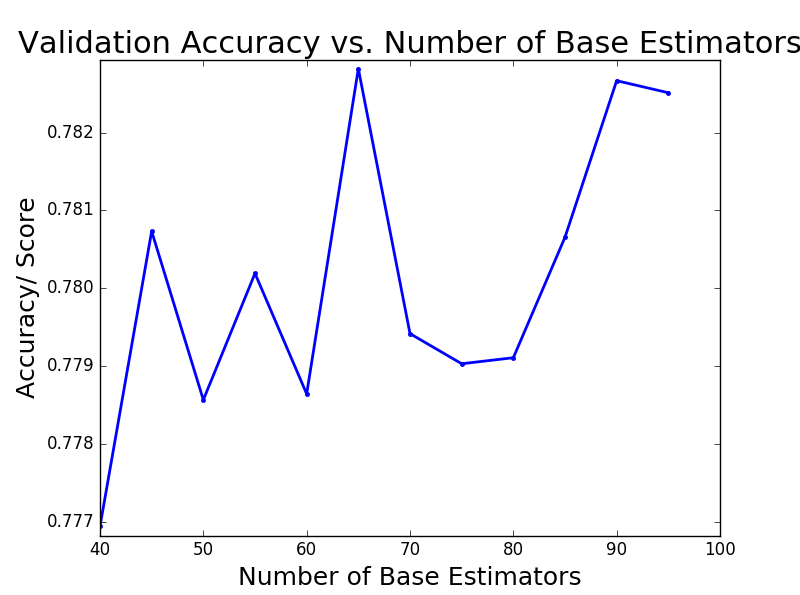 Validation Accuracy vs. Number of Base Estimators
0.782
0.781
0.780
0.779
0.778
0.777
Accuracy/ Score
40 50 60 70 80 90 100
Number of Base Estimators